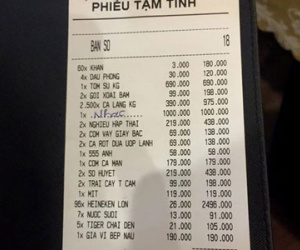 PHIẾU TẠM TÍNH
BAN SO 18
60x KHAN 3.000 180.000
4x DAU PHONG 30.000 120.000
1x TOM SU KG 690.000 690.000
2x GOI XOAI BAM 99.000 198.000
2.500x CA LANG KG 390.000 975.000
1x 1000.000 1000.000
2x NGHIEU HAP THAI 219.000 438.000
2x COM VAY GIAY BAC 69.000 138.000
2x CA ROT DUA UOP LANH 69.000 138.000
1x 555 ANH 58.000 58.000
1x COM CA MAN 179.000 179.000
2x SO HUYET 219.000 438.000
2x TRAI CAY T CAM 99.000 198.000
1x MIT 119.000 119.000
96x HEINEKEN LON 26.000 2496.000
7x NUOC SUOI 13.000 91.000
5x TIGER CHAI DEN 21.000 105.000
1x GIA VI BEP NAU 190.000 190.000